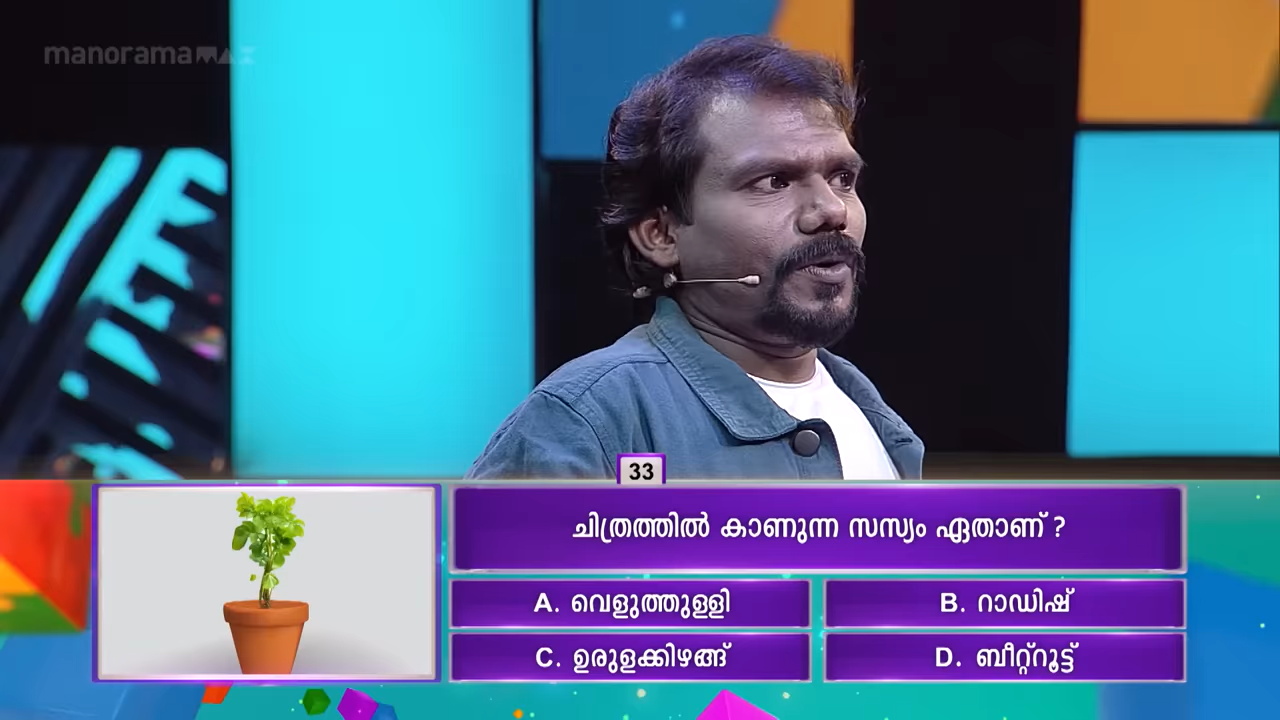 manoramaMAX
33
ചിത്രത്തിൽ കാണുന്ന സസ്യം ഏതാണ് ?
A. വെളുത്തുള്ളി
B. റാഡിഷ്
C. ഉരുളക്കിഴങ്ങ്
D. ബീറ്റ്റൂട്ട്